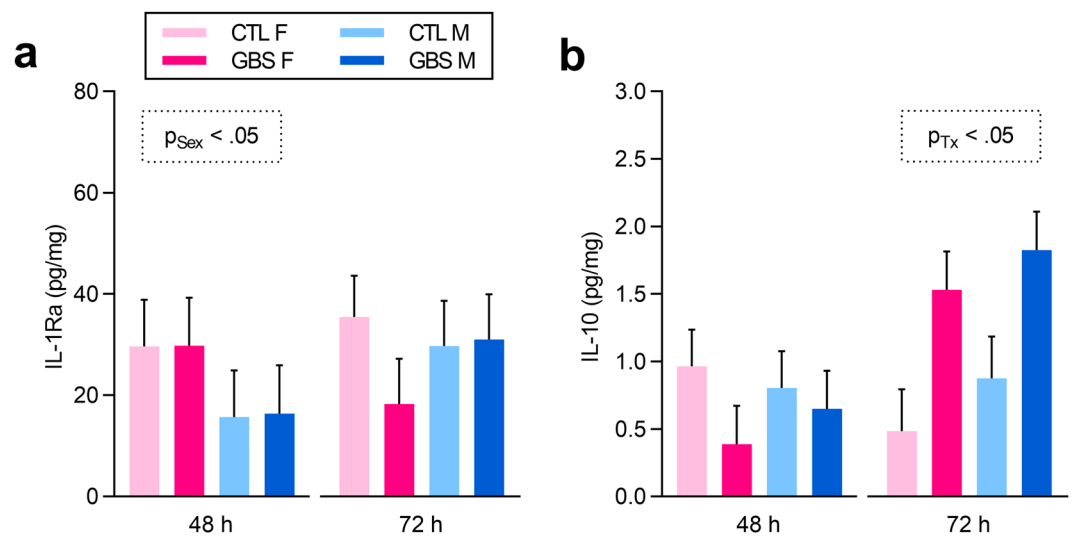 CTL F
CTL M
GBS F
GBS M
a
80
60
40
20
0
IL-1Ra (pg/mg)
pSex < .05
48 h
72 h
b
3.0
2.5
2.0
1.5
1.0
0.5
0.0
IL-10 (pg/mg)
pTx < .05
48 h
72 h